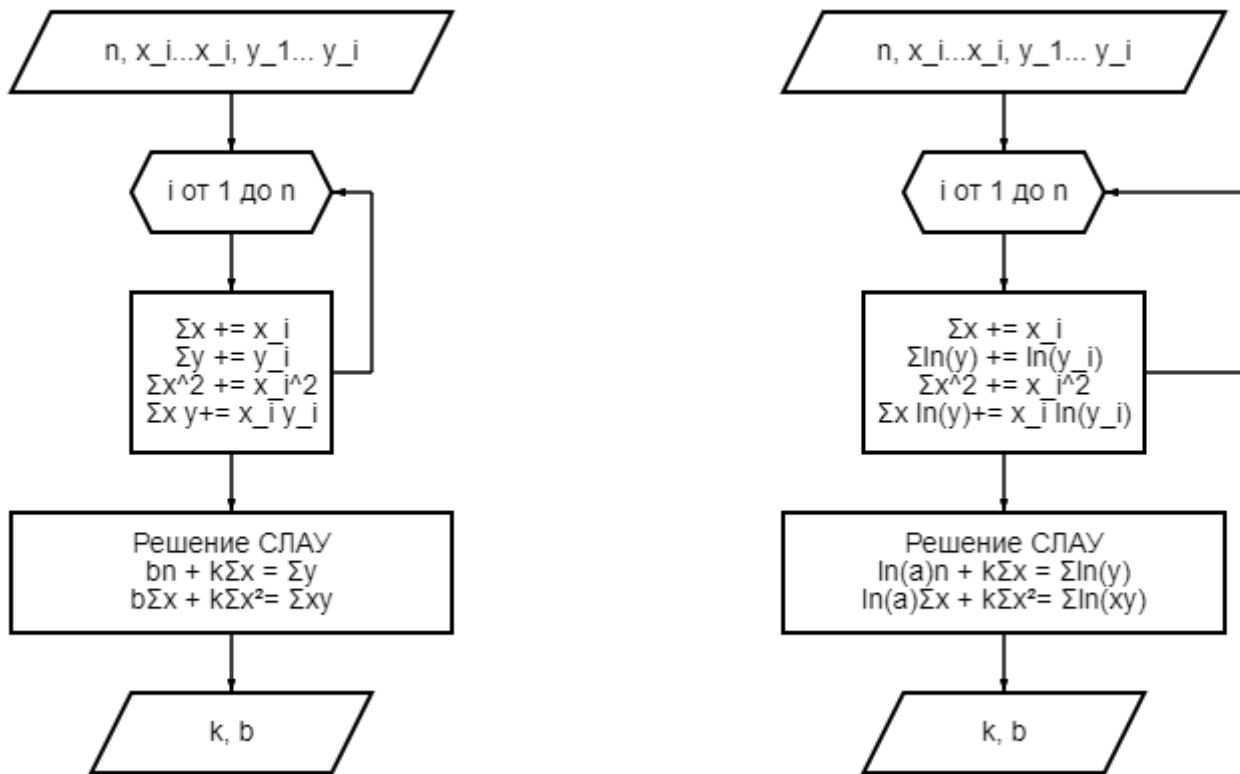 n, x_i...x_i, y_1... y_i
i от 1 до n
Σx += x_i
Σy += y_i
Σx^2 += x_i^2
Σx y+= x_i y_i
Решение СЛАУ
bn + kΣx = Σy
bΣx + kΣx²= Σxy
k, b
n, x_i...x_i, y_1... y_i
i от 1 до n
Σx += x_i
Σln(y) += ln(y_i)
Σx^2 += x_i^2
Σx ln(y)+= x_i ln(y_i)
Решение СЛАУ
ln(a)n + kΣx = Σln(y)
ln(a)Σx + kΣx²= Σln(xy)
k, b